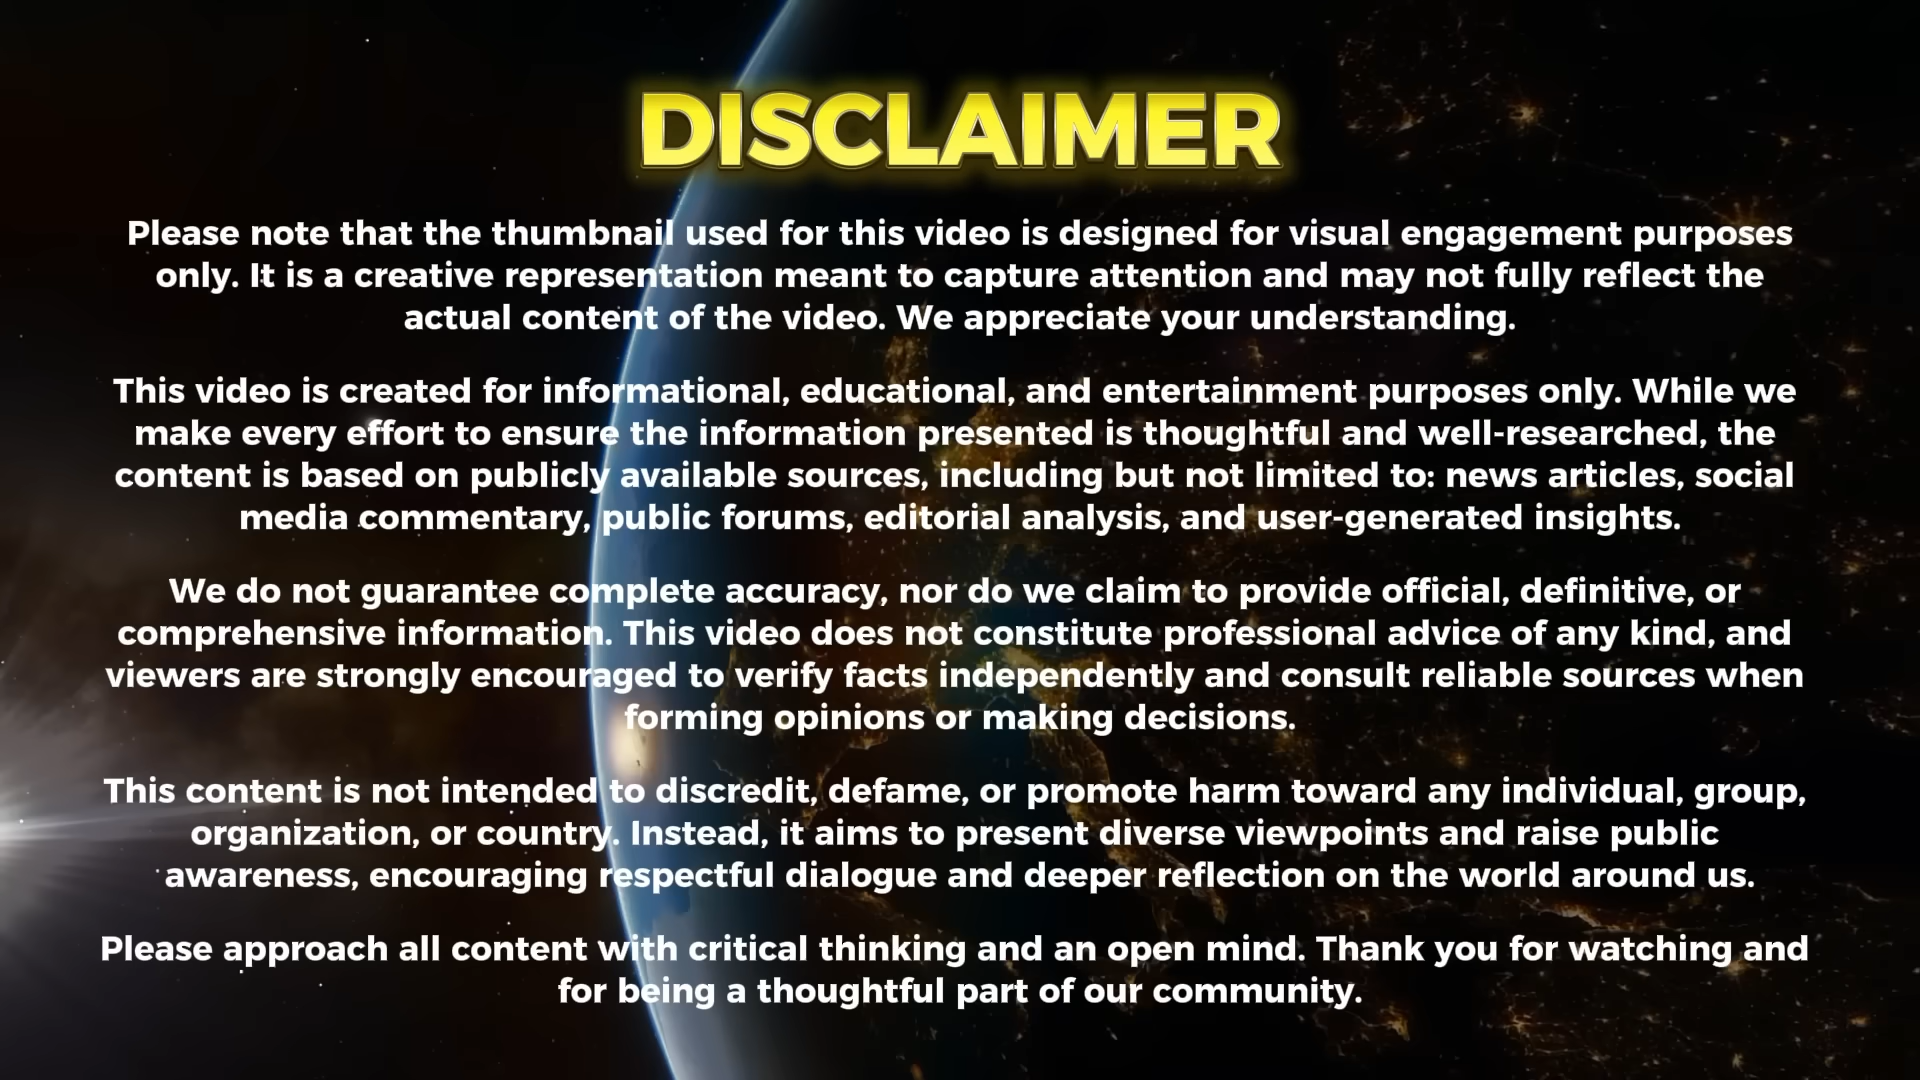 DISCLAIMER
Please note that the thumbnail used for this video is designed for visual engagement purposes
only. It is a creative representation meant to capture attention and may not fully reflect the
actual content of the video. We appreciate your understanding.
This video is created for informational, educational, and entertainment purposes only. While we
make every effort to ensure the information presented is thoughtful and well-researched, the
content is based on publicly available sources, including but not limited to: news articles, social
media commentary, public forums, editorial analysis, and user-generated insights.
We do not guarantee complete accuracy, nor do we claim to provide official, definitive, or
comprehensive information. This video does not constitute professional advice of any kind, and
viewers are strongly encouraged to verify facts independently and consult reliable sources when
forming opinions or making decisions.
This content is not intended to discredit, defame, or promote harm toward any individual, group,
organization, or country. Instead, it aims to present diverse viewpoints and raise public
awareness, encouraging respectful dialogue and deeper reflection on the world around us.
Please approach all content with critical thinking and an open mind. Thank you for watching and
for being a thoughtful part of our community.